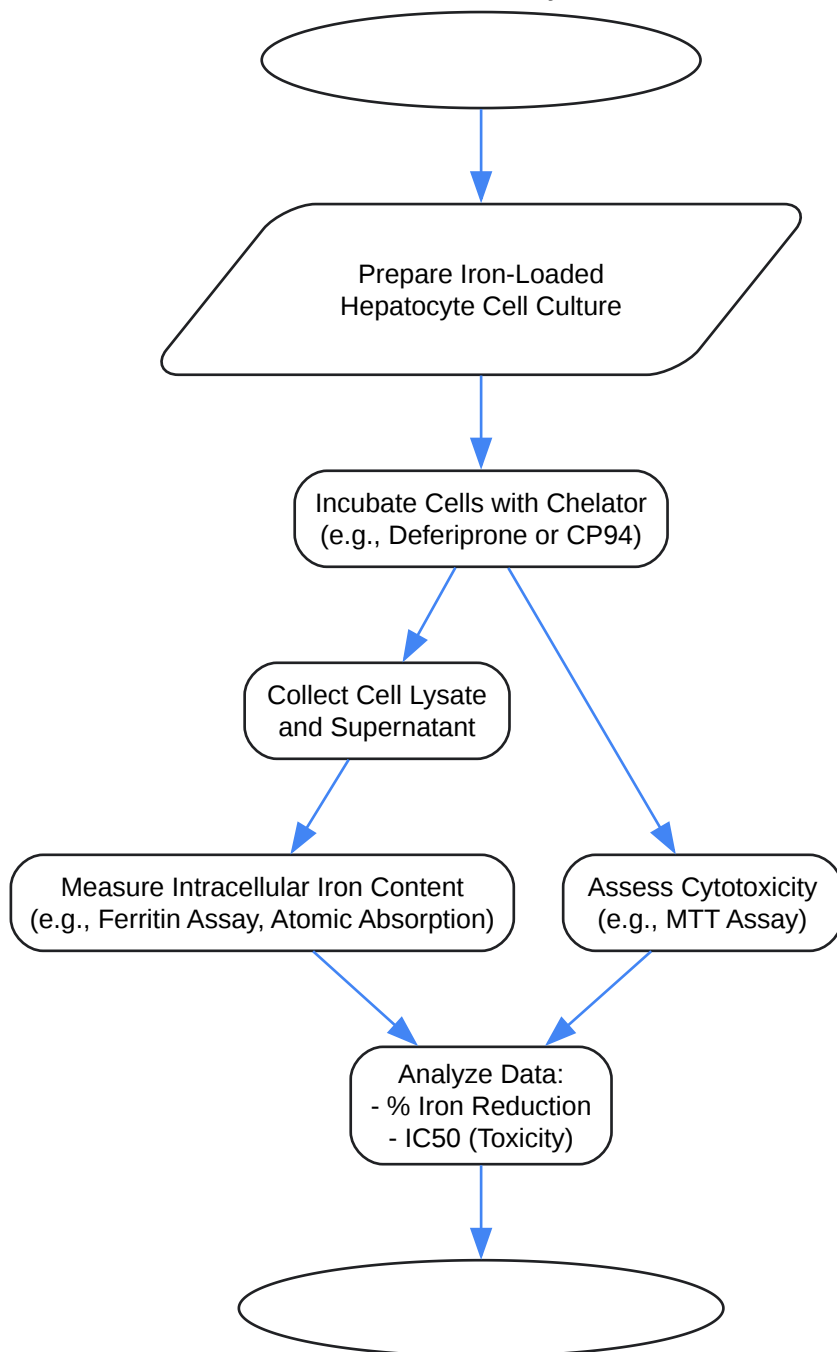 Prepare Iron-Loaded
Hepatocyte Cell Culture
Incubate Cells with Chelator
(e.g., Deferiprone or CP94)
Collect Cell Lysate
and Supernatant
Measure Intracellular Iron Content
(e.g., Ferritin Assay, Atomic Absorption)
Assess Cytotoxicity
(e.g., MTT Assay)
Analyze Data:
- % Iron Reduction
- IC50 (Toxicity)